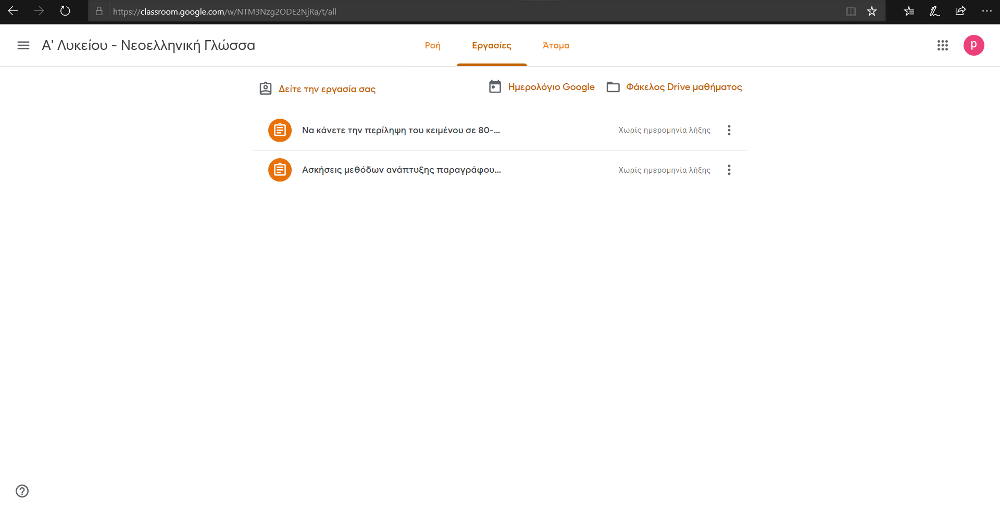 https://classroom.google.com/w/NTM3Nzg2ODE2NjRa/t/all
Α' Λυκείου - Νεοελληνική Γλώσσα
Ροή
Εργασίες
Άτομα
p
Δείτε την εργασία σας
Ημερολόγιο Google
Φάκελος Drive μαθήματος
Να κάνετε την περίληψη του κειμένου σε 80-...
Χωρίς ημερομηνία λήξης
Ασκήσεις μεθόδων ανάπτυξης παραγράφου...
Χωρίς ημερομηνία λήξης